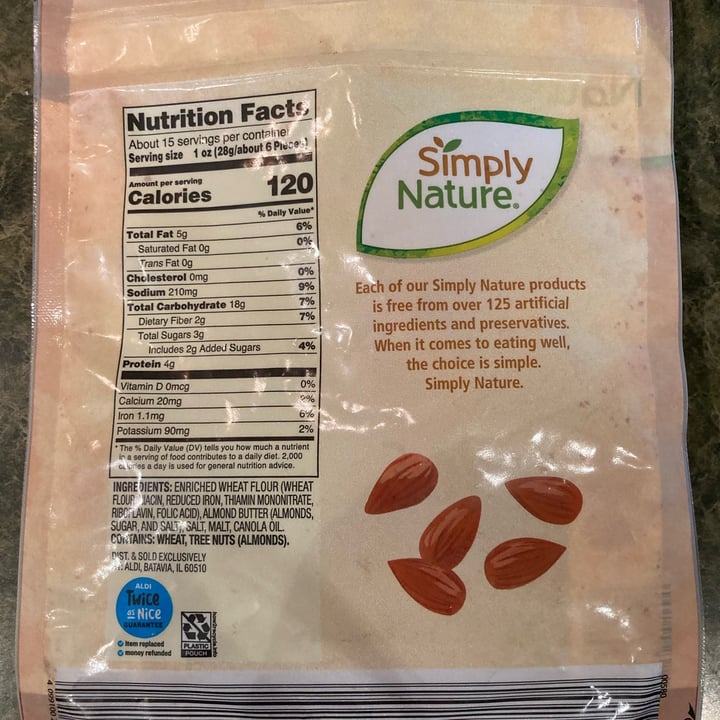 Nutrition Facts
About 15 servings per container
Serving size 1 oz (28g/about 6 Pieces)
Amount per serving
Calories 120
% Daily Value*
Total Fat 5g 6%
Saturated Fat 0g 0%
Trans Fat 0g
Cholesterol 0mg 0%
Sodium 210mg 9%
Total Carbohydrate 18g 7%
Dietary Fiber 2g 7%
Total Sugars 3g
Includes 2g Added Sugars 4%
Protein 4g
Vitamin D 0mcg 0%
Calcium 20mg 2%
Iron 1.1mg 6%
Potassium 90mg 2%
*The % Daily Value (DV) tells you how much a nutrient
in a serving of food contributes to a daily diet. 2,000
calories a day is used for general nutrition advice.
INGREDIENTS: ENRICHED WHEAT FLOUR (WHEAT
FLOUR, NIACIN, REDUCED IRON, THIAMIN MONONITRATE,
RIBOFLAVIN, FOLIC ACID), ALMOND BUTTER (ALMONDS,
SUGAR, AND SALT), SALT, MALT, CANOLA OIL.
CONTAINS: WHEAT, TREE NUTS (ALMONDS).
DIST. & SOLD EXCLUSIVELY
BY: ALDI, BATAVIA, IL 60510
ALDI
Twice
as Nice
GUARANTEE
Item replaced
money refunded
how2recycle.info
PLASTIC
POUCH
Simply
Nature®
Each of our Simply Nature products
is free from over 125 artificial
ingredients and preservatives.
When it comes to eating well,
the choice is simple.
Simply Nature.